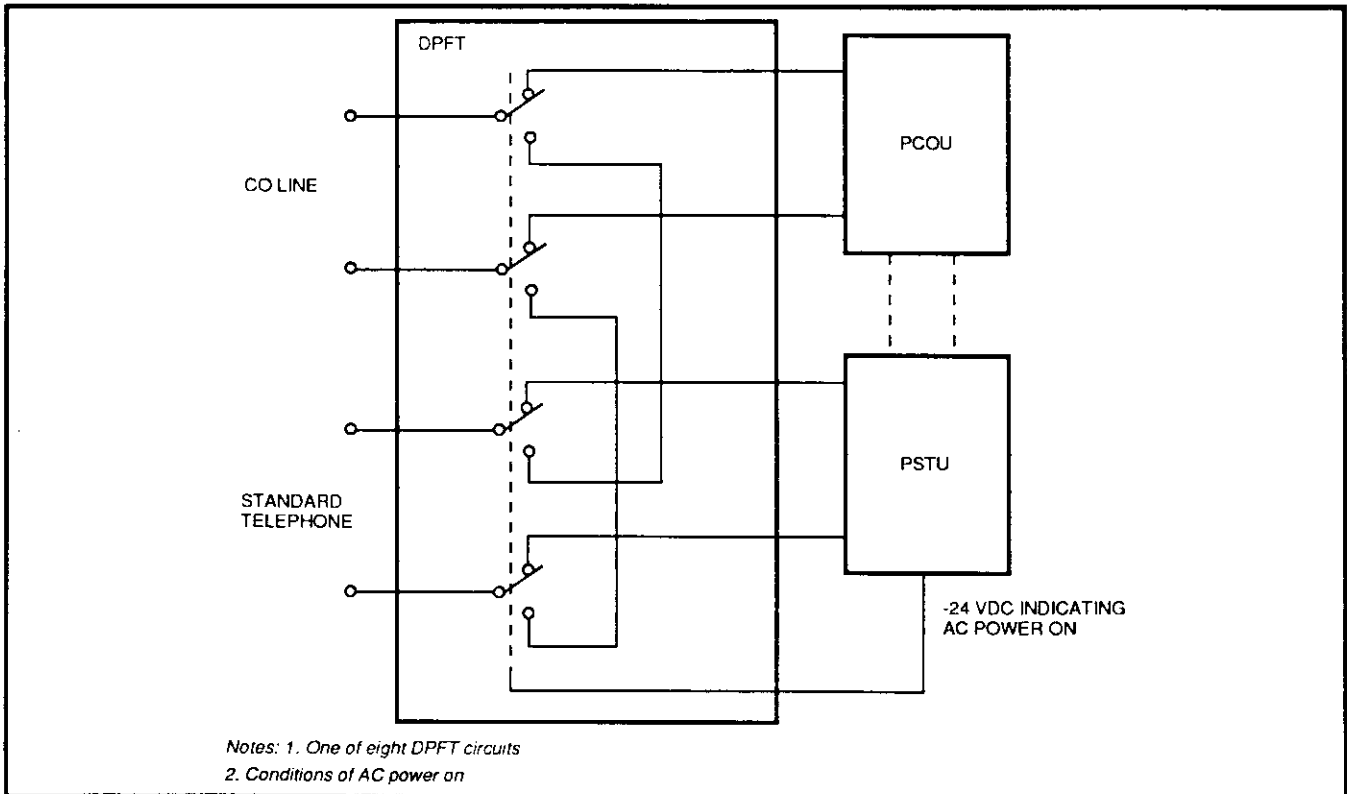 DPFT
PCOU
CO LINE
PSTU
STANDARD
TELEPHONE
-24 VDC INDICATING
AC POWER ON
Notes: 1. One of eight DPFT circuits
2. Conditions of AC power on